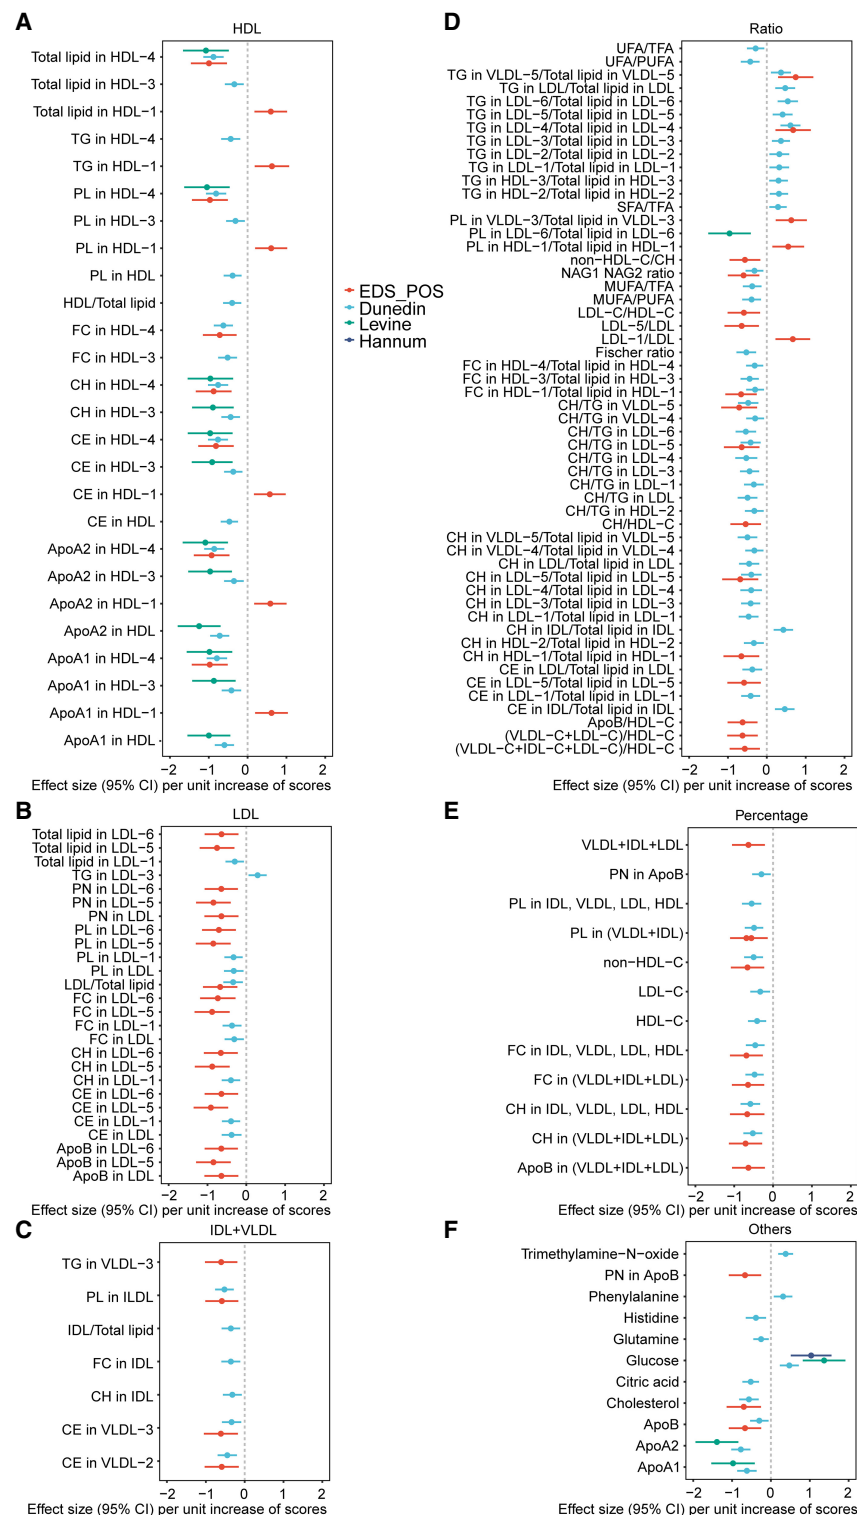 A
HDL
Total lipid in HDL−4
Total lipid in HDL−3
Total lipid in HDL−1
TG in HDL−4
TG in HDL−1
PL in HDL−4
PL in HDL−3
PL in HDL−1
PL in HDL
HDL/Total lipid
FC in HDL−4
FC in HDL−3
CH in HDL−4
CH in HDL−3
CE in HDL−4
CE in HDL−3
CE in HDL−1
CE in HDL
ApoA2 in HDL−4
ApoA2 in HDL−3
ApoA2 in HDL−1
ApoA2 in HDL
ApoA1 in HDL−4
ApoA1 in HDL−3
ApoA1 in HDL−1
ApoA1 in HDL
−2 −1 0 1 2
Effect size (95% CI) per unit increase of scores
EDS_POS
Dunedin
Levine
Hannum
B
LDL
Total lipid in LDL−6
Total lipid in LDL−5
Total lipid in LDL−1
TG in LDL−3
PN in LDL−6
PN in LDL−5
PN in LDL
PL in LDL−6
PL in LDL−5
PL in LDL−1
PL in LDL
LDL/Total lipid
FC in LDL−6
FC in LDL−5
FC in LDL−1
FC in LDL
CH in LDL−6
CH in LDL−5
CH in LDL−1
CE in LDL−6
CE in LDL−5
CE in LDL−1
CE in LDL
ApoB in LDL−6
ApoB in LDL−5
ApoB in LDL
−2 −1 0 1 2
Effect size (95% CI) per unit increase of scores
C
IDL+VLDL
TG in VLDL−3
PL in ILDL
IDL/Total lipid
FC in IDL
CH in IDL
CE in VLDL−3
CE in VLDL−2
−2 −1 0 1 2
Effect size (95% CI) per unit increase of scores
D
Ratio
UFA/TFA
UFA/PUFA
TG in VLDL−5/Total lipid in VLDL−5
TG in LDL/Total lipid in LDL
TG in LDL−6/Total lipid in LDL−6
TG in LDL−5/Total lipid in LDL−5
TG in LDL−4/Total lipid in LDL−4
TG in LDL−3/Total lipid in LDL−3
TG in LDL−2/Total lipid in LDL−2
TG in LDL−1/Total lipid in LDL−1
TG in HDL−3/Total lipid in HDL−3
TG in HDL−2/Total lipid in HDL−2
SFA/TFA
PL in VLDL−3/Total lipid in VLDL−3
PL in LDL−6/Total lipid in LDL−6
PL in HDL−1/Total lipid in HDL−1
non−HDL−C/CH
NAG1 NAG2 ratio
MUFA/TFA
MUFA/PUFA
LDL−C/HDL−C
LDL−5/LDL
LDL−1/LDL
Fischer ratio
FC in HDL−4/Total lipid in HDL−4
FC in HDL−3/Total lipid in HDL−3
FC in HDL−1/Total lipid in HDL−1
CH/TG in VLDL−5
CH/TG in VLDL−4
CH/TG in LDL−6
CH/TG in LDL−5
CH/TG in LDL−4
CH/TG in LDL−3
CH/TG in LDL−1
CH/TG in LDL
CH/TG in HDL−2
CH/HDL−C
CH in VLDL−5/Total lipid in VLDL−5
CH in VLDL−4/Total lipid in VLDL−4
CH in LDL/Total lipid in LDL
CH in LDL−5/Total lipid in LDL−5
CH in LDL−4/Total lipid in LDL−4
CH in LDL−3/Total lipid in LDL−3
CH in LDL−1/Total lipid in LDL−1
CH in IDL/Total lipid in IDL
CH in HDL−2/Total lipid in HDL−2
CH in HDL−1/Total lipid in HDL−1
CE in LDL/Total lipid in LDL
CE in LDL−5/Total lipid in LDL−5
CE in LDL−1/Total lipid in LDL−1
CE in IDL/Total lipid in IDL
ApoB/HDL−C
(VLDL−C+LDL−C)/HDL−C
(VLDL−C+IDL−C+LDL−C)/HDL−C
−2 −1 0 1 2
Effect size (95% CI) per unit increase of scores
E
Percentage
VLDL+IDL+LDL
PN in ApoB
PL in IDL, VLDL, LDL, HDL
PL in (VLDL+IDL)
non−HDL−C
LDL−C
HDL−C
FC in IDL, VLDL, LDL, HDL
FC in (VLDL+IDL+LDL)
CH in IDL, VLDL, LDL, HDL
CH in (VLDL+IDL+LDL)
ApoB in (VLDL+IDL+LDL)
−2 −1 0 1 2
Effect size (95% CI) per unit increase of scores
F
Others
Trimethylamine−N−oxide
PN in ApoB
Phenylalanine
Histidine
Glutamine
Glucose
Citric acid
Cholesterol
ApoB
ApoA2
ApoA1
−2 −1 0 1 2
Effect size (95% CI) per unit increase of scores